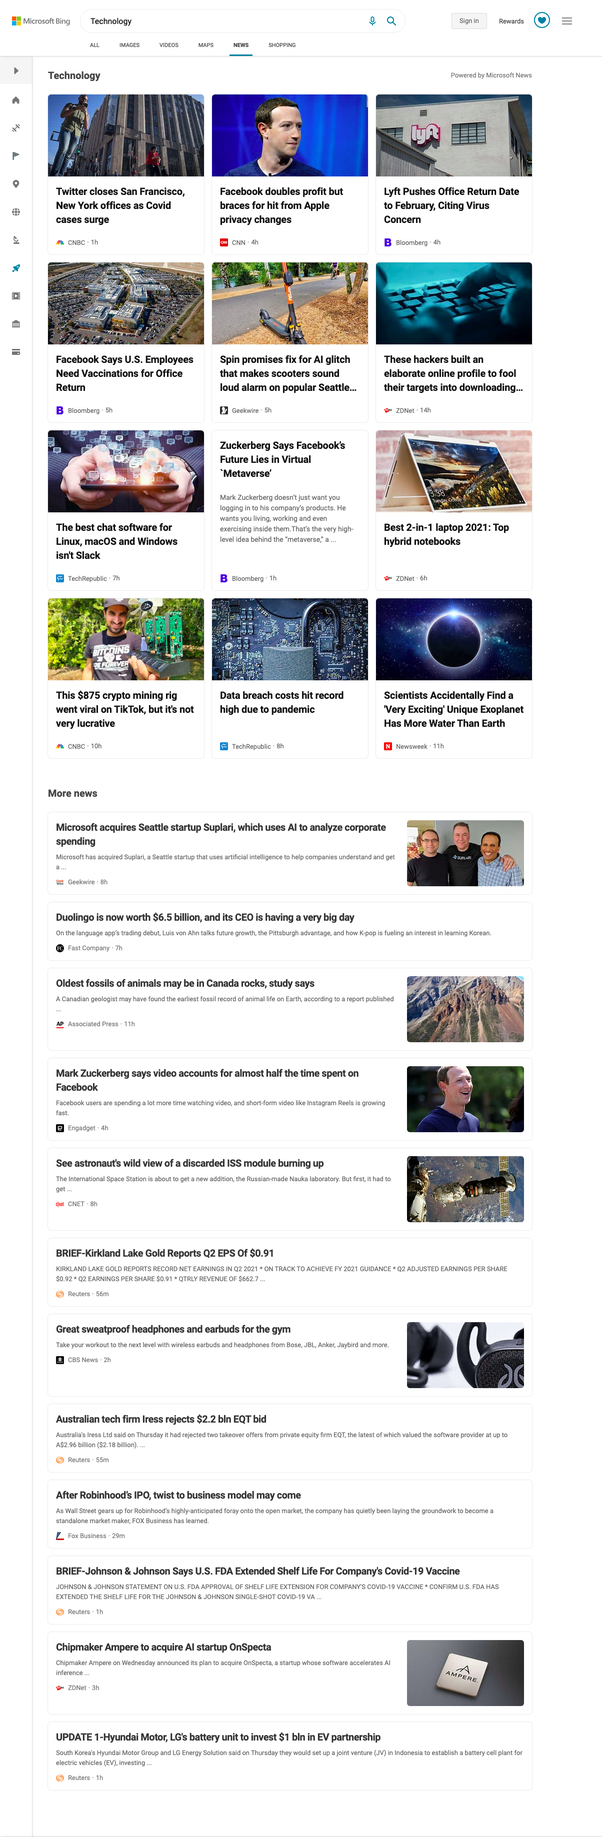 Microsoft Bing
Technology
Sign in
Rewards
ALL
IMAGES
VIDEOS
MAPS
NEWS
SHOPPING
Technology
Powered by Microsoft News
Twitter closes San Francisco,
New York offices as Covid
cases surge
CNBC · 1h
Facebook doubles profit but
braces for hit from Apple
privacy changes
CNN · 4h
lyft
Lyft Pushes Office Return Date
to February, Citing Virus
Concern
Bloomberg · 4h
Facebook Says U.S. Employees
Need Vaccinations for Office
Return
Bloomberg · 5h
Spin promises fix for AI glitch
that makes scooters sound
loud alarm on popular Seattle...
Geekwire · 5h
These hackers built an
elaborate online profile to fool
their targets into downloading...
ZDNet · 14h
The best chat software for
Linux, macOS and Windows
isn't Slack
TechRepublic · 7h
Zuckerberg Says Facebook's
Future Lies in Virtual
`Metaverse'
Mark Zuckerberg doesn't just want you
logging in to his company's products. He
wants you living, working and even
exercising inside them.That's the very high-
level idea behind the "metaverse," a ...
Bloomberg · 1h
Best 2-in-1 laptop 2021: Top
hybrid notebooks
ZDNet · 6h
This $875 crypto mining rig
went viral on TikTok, but it's not
very lucrative
CNBC · 10h
Data breach costs hit record
high due to pandemic
TechRepublic · 8h
Scientists Accidentally Find a
'Very Exciting' Unique Exoplanet
Has More Water Than Earth
Newsweek · 11h
More news
Microsoft acquires Seattle startup Suplari, which uses AI to analyze corporate
spending
Microsoft has acquired Suplari, a Seattle startup that uses artificial intelligence to help companies understand and get
a ...
Geekwire · 8h
Duolingo is now worth $6.5 billion, and its CEO is having a very big day
On the language app's trading debut, Luis von Ahn talks future growth, the Pittsburgh advantage, and how K-pop is fueling an interest in learning Korean.
Fast Company · 7h
Oldest fossils of animals may be in Canada rocks, study says
A Canadian geologist may have found the earliest fossil record of animal life on Earth, according to a report published
...
Associated Press · 11h
Mark Zuckerberg says video accounts for almost half the time spent on
Facebook
Facebook users are spending a lot more time watching video, and short-form video like Instagram Reels is growing
fast.
Engadget · 4h
See astronaut's wild view of a discarded ISS module burning up
The International Space Station is about to get a new addition, the Russian-made Nauka laboratory. But first, it had to
get ...
CNET · 8h
BRIEF-Kirkland Lake Gold Reports Q2 EPS Of $0.91
KIRKLAND LAKE GOLD REPORTS RECORD NET EARNINGS IN Q2 2021 * ON TRACK TO ACHIEVE FY 2021 GUIDANCE * Q2 ADJUSTED EARNINGS PER SHARE
$0.92 * Q2 EARNINGS PER SHARE $0.91 * QTRLY REVENUE OF $662.7 ...
Reuters · 56m
Great sweatproof headphones and earbuds for the gym
Take your workout to the next level with wireless earbuds and headphones from Bose, JBL, Anker, Jaybird and more.
CBS News · 2h
Australian tech firm Iress rejects $2.2 bln EQT bid
Australia's Iress Ltd said on Thursday it had rejected two takeover offers from private equity firm EQT, the latest of which valued the software provider at up to
A$2.96 billion ($2.18 billion). ...
Reuters · 55m
After Robinhood's IPO, twist to business model may come
As Wall Street gears up for Robinhood's highly-anticipated foray onto the open market, the company has quietly been laying the groundwork to become a
standalone market maker, FOX Business has learned.
Fox Business · 29m
BRIEF-Johnson & Johnson Says U.S. FDA Extended Shelf Life For Company's Covid-19 Vaccine
JOHNSON & JOHNSON STATEMENT ON U.S. FDA APPROVAL OF SHELF LIFE EXTENSION FOR COMPANY'S COVID-19 VACCINE * CONFIRM U.S. FDA HAS
EXTENDED THE SHELF LIFE FOR THE JOHNSON & JOHNSON SINGLE-SHOT COVID-19 VA ...
Reuters · 1h
Chipmaker Ampere to acquire AI startup OnSpecta
Chipmaker Ampere on Wednesday announced its plan to acquire OnSpecta, a startup whose software accelerates AI
inference ...
AMPERE
ZDNet · 3h
UPDATE 1-Hyundai Motor, LG's battery unit to invest $1 bln in EV partnership
South Korea's Hyundai Motor Group and LG Energy Solution said on Thursday they would set up a joint venture (JV) in Indonesia to establish a battery cell plant for
electric vehicles (EV), investing ...
Reuters · 1h